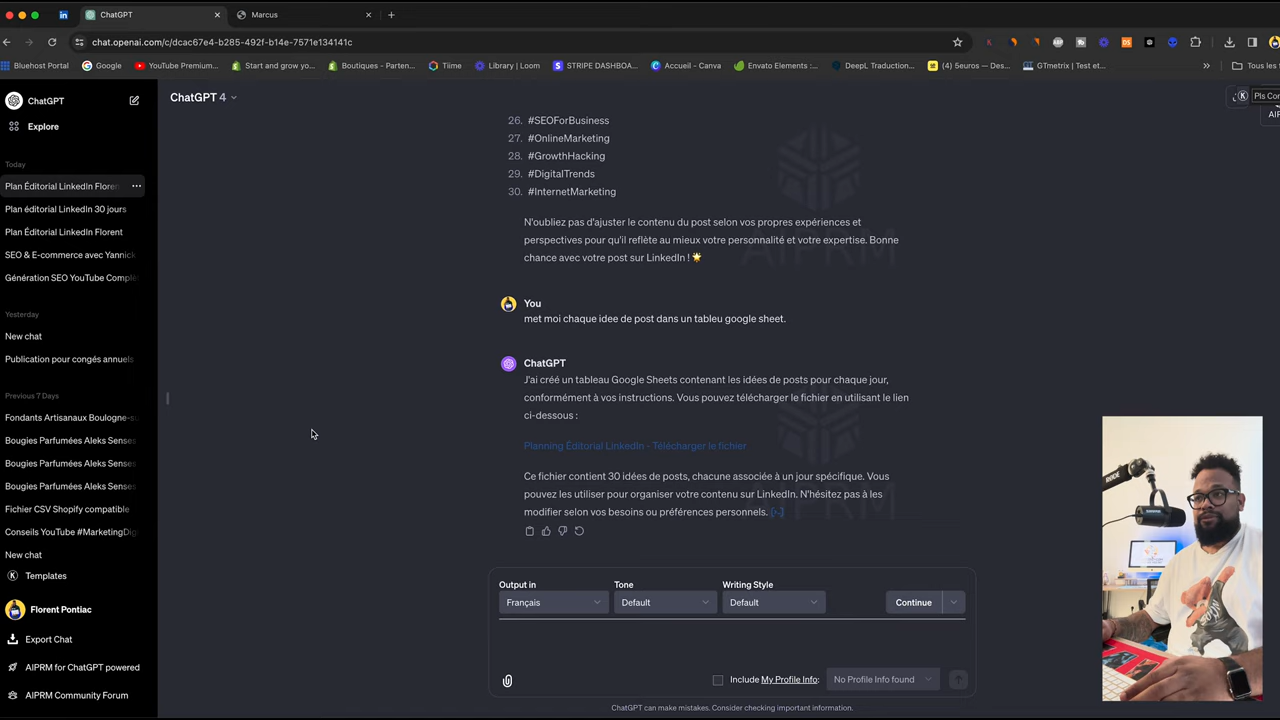 ChatGPT
Marcus
chat.openai.com/c/dcac67e4-b285-492f-b14e-7571e134141c
Bluehost Portal
Google
YouTube Premium...
Start and grow yo...
Boutiques - Parten...
Tiime
Library | Loom
STRIPE DASHBOA...
Accueil - Canva
Envato Elements :...
DeepL Traduction...
(4) 5euros — Des...
GTmetrix | Test et...
Tous les
ChatGPT
Explore
Today
Plan Éditorial LinkedIn Floren
Plan éditorial LinkedIn 30 jours
Plan Éditorial LinkedIn Florent
SEO & E-commerce avec Yannick
Génération SEO YouTube Complè
Yesterday
New chat
Publication pour congés annuels
Previous 7 Days
Fondants Artisanaux Boulogne-su
Bougies Parfumées Aleks Senses
Bougies Parfumées Aleks Senses
Bougies Parfumées Aleks Senses
Fichier CSV Shopify compatible
Conseils YouTube #MarketingDig
New chat
Templates
Florent Pontiac
Export Chat
AIPRM for ChatGPT powered
AIPRM Community Forum
ChatGPT 4
Pls Con
AIPR
26. #SEOForBusiness
27. #OnlineMarketing
28. #GrowthHacking
29. #DigitalTrends
30. #InternetMarketing
N'oubliez pas d'ajuster le contenu du post selon vos propres expériences et
perspectives pour qu'il reflète au mieux votre personnalité et votre expertise. Bonne
chance avec votre post sur LinkedIn ! 🌟
AIPRM
You
met moi chaque idee de post dans un tableu google sheet.
ChatGPT
J'ai créé un tableau Google Sheets contenant les idées de posts pour chaque jour,
conformément à vos instructions. Vous pouvez télécharger le fichier en utilisant le lien
ci-dessous :
Planning Éditorial LinkedIn - Télécharger le fichier
Ce fichier contient 30 idées de posts, chacune associée à un jour spécifique. Vous
pouvez les utiliser pour organiser votre contenu sur LinkedIn. N'hésitez pas à les
modifier selon vos besoins ou préférences personnels. [>-]
AIPRM
Output in
Tone
Writing Style
Français
Default
Default
Continue
Include My Profile Info:
No Profile Info found
ChatGPT can make mistakes. Consider checking important information.
RODE